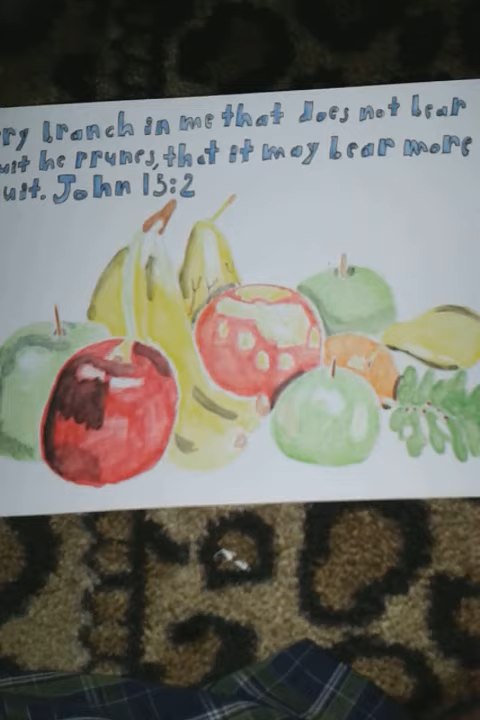 ry branch in me that does not bear
uit he prunes, that it may bear more
uit. John 15:2